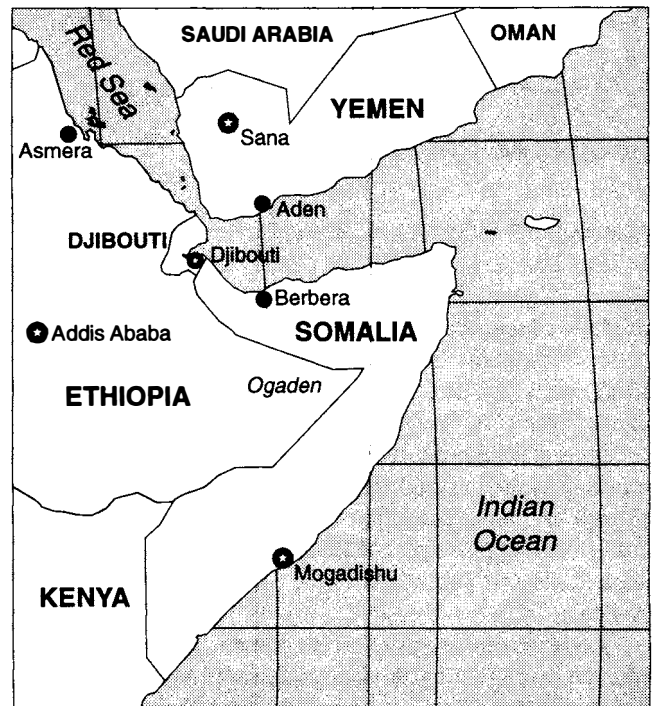 SAUDI ARABIA
OMAN
Red Sea
YEMEN
Sana
Asmera
Aden
DJIBOUTI
Djibouti
Berbera
SOMALIA
Addis Ababa
Ogaden
ETHIOPIA
Indian
Ocean
Mogadishu
KENYA